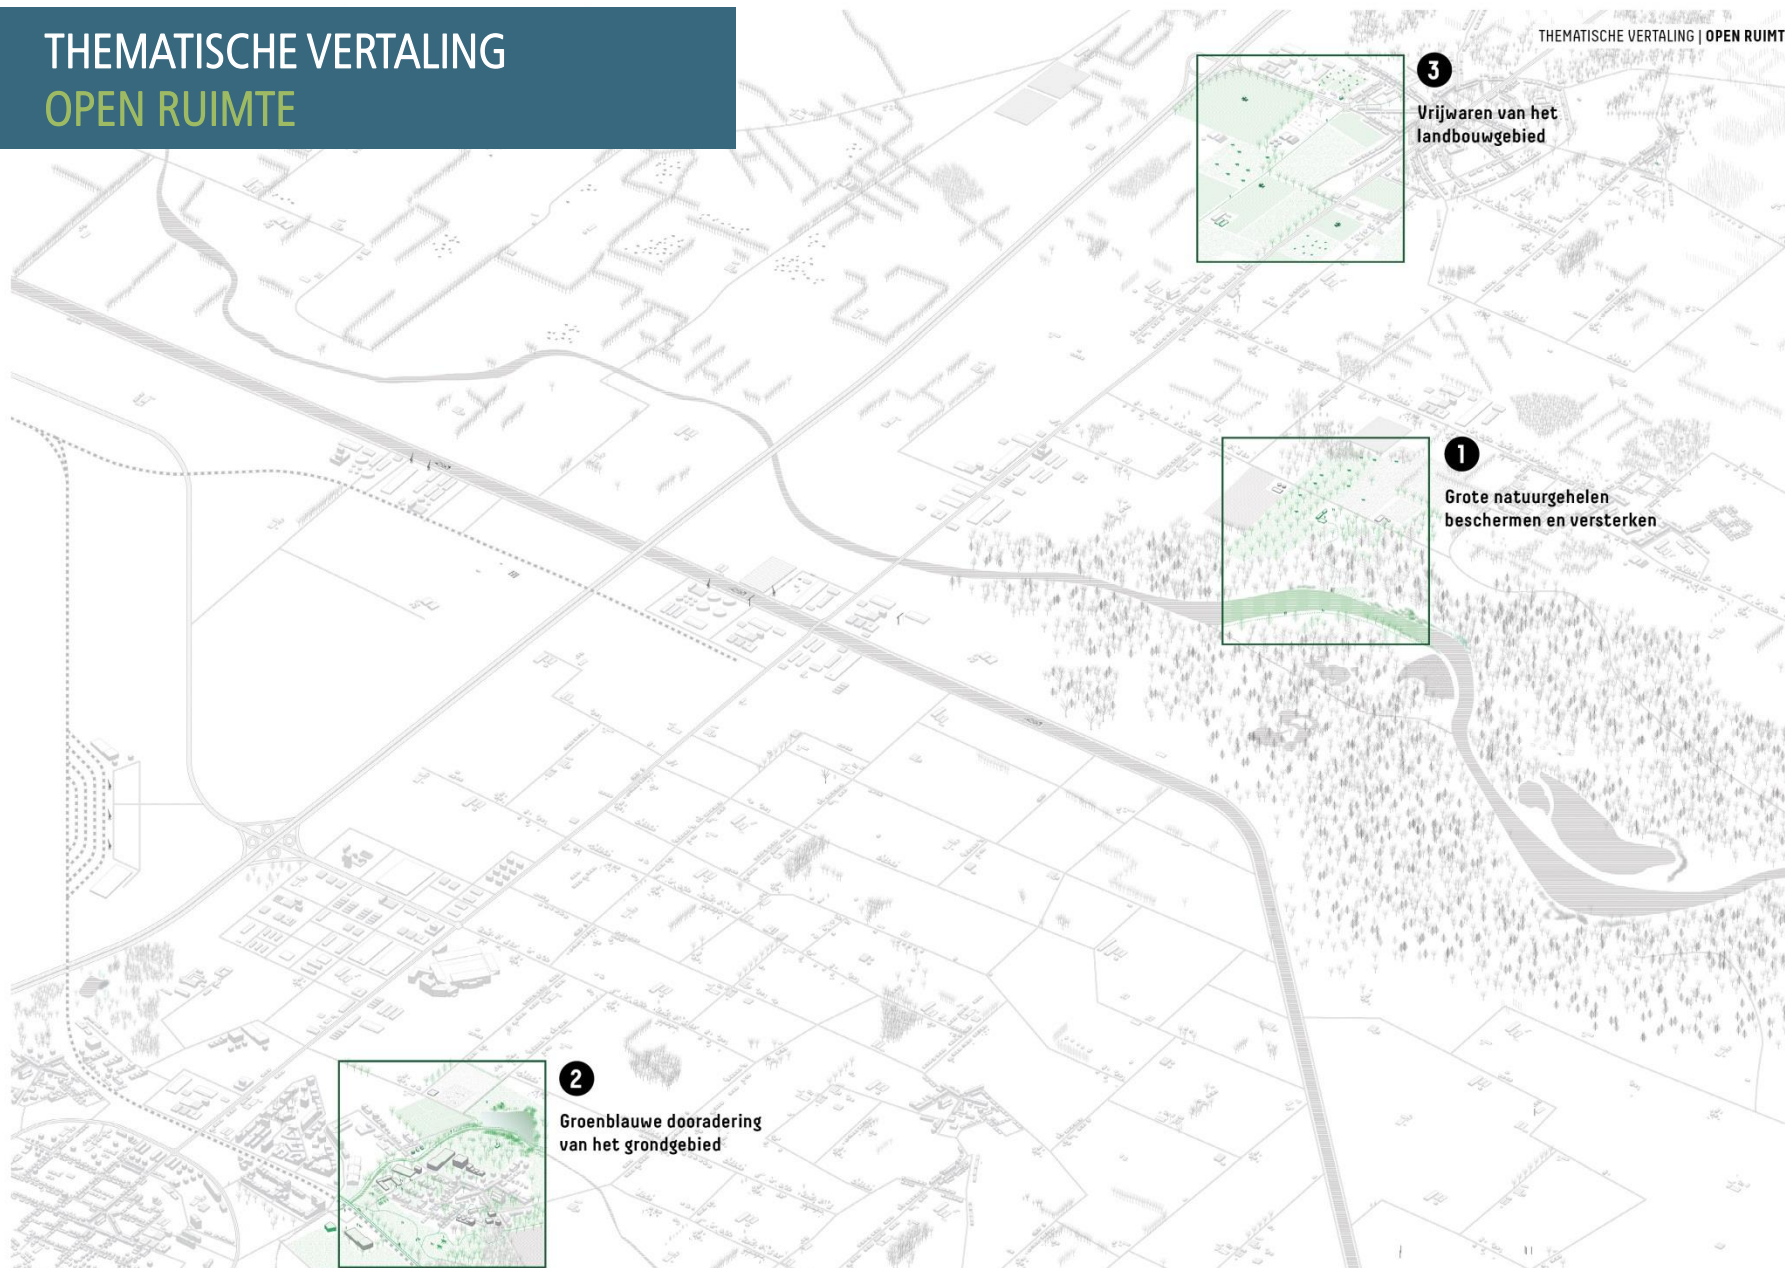 THEMATISCHE VERTALING
OPEN RUIMTE
THEMATISCHE VERTALING | OPEN RUIMT
3
Vrijwaren van het
landbouwgebied
1
Grote natuurgehelen
beschermen en versterken
2
Groenblauwe dooradering
van het grondgebied